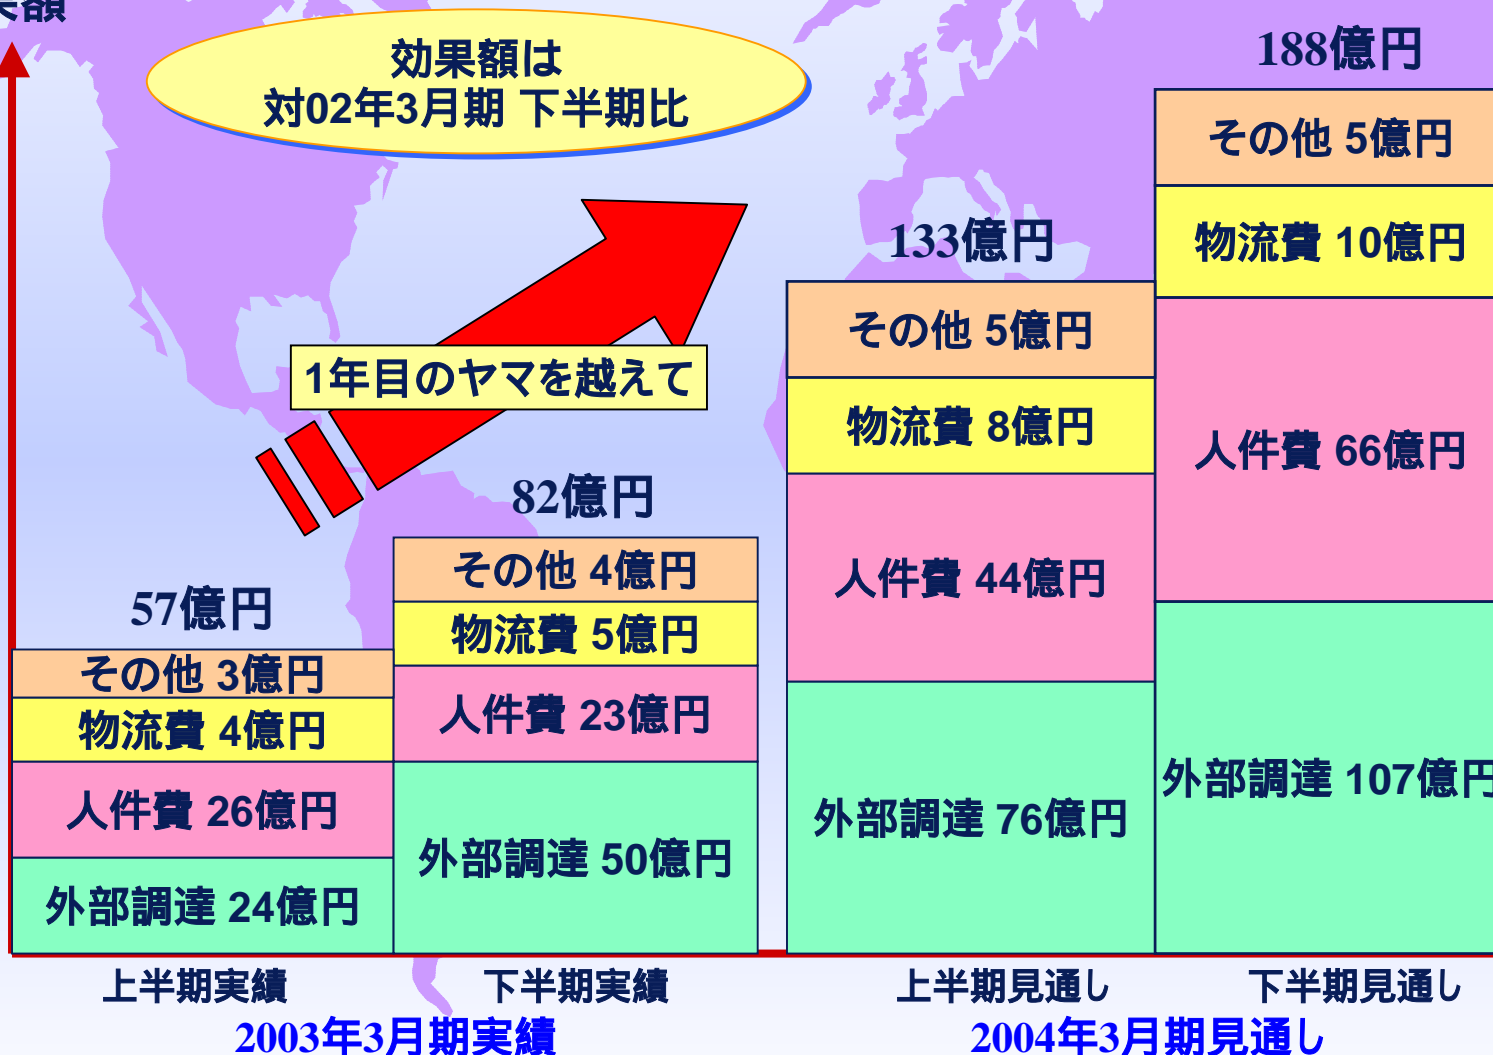 効果額は
対02年3月期 下半期比
1年目のヤマを越えて
57億円
その他 3億円
物流費 4億円
人件費 26億円
外部調達 24億円
82億円
その他 4億円
物流費 5億円
人件費 23億円
外部調達 50億円
133億円
その他 5億円
物流費 8億円
人件費 44億円
外部調達 76億円
188億円
その他 5億円
物流費 10億円
人件費 66億円
外部調達 107億円
上半期実績
下半期実績
上半期見通し
下半期見通し
2003年3月期実績
2004年3月期見通し